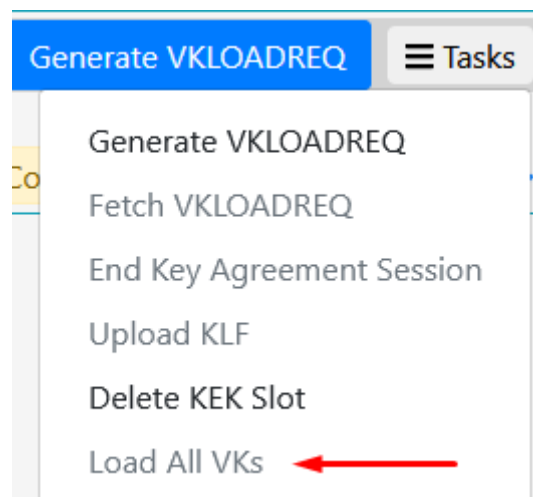 Generate VKLOADREQ
Tasks
Generate VKLOADREQ
Co
Fetch VKLOADREQ
End Key Agreement Session
Upload KLF
Delete KEK Slot
Load All VKs